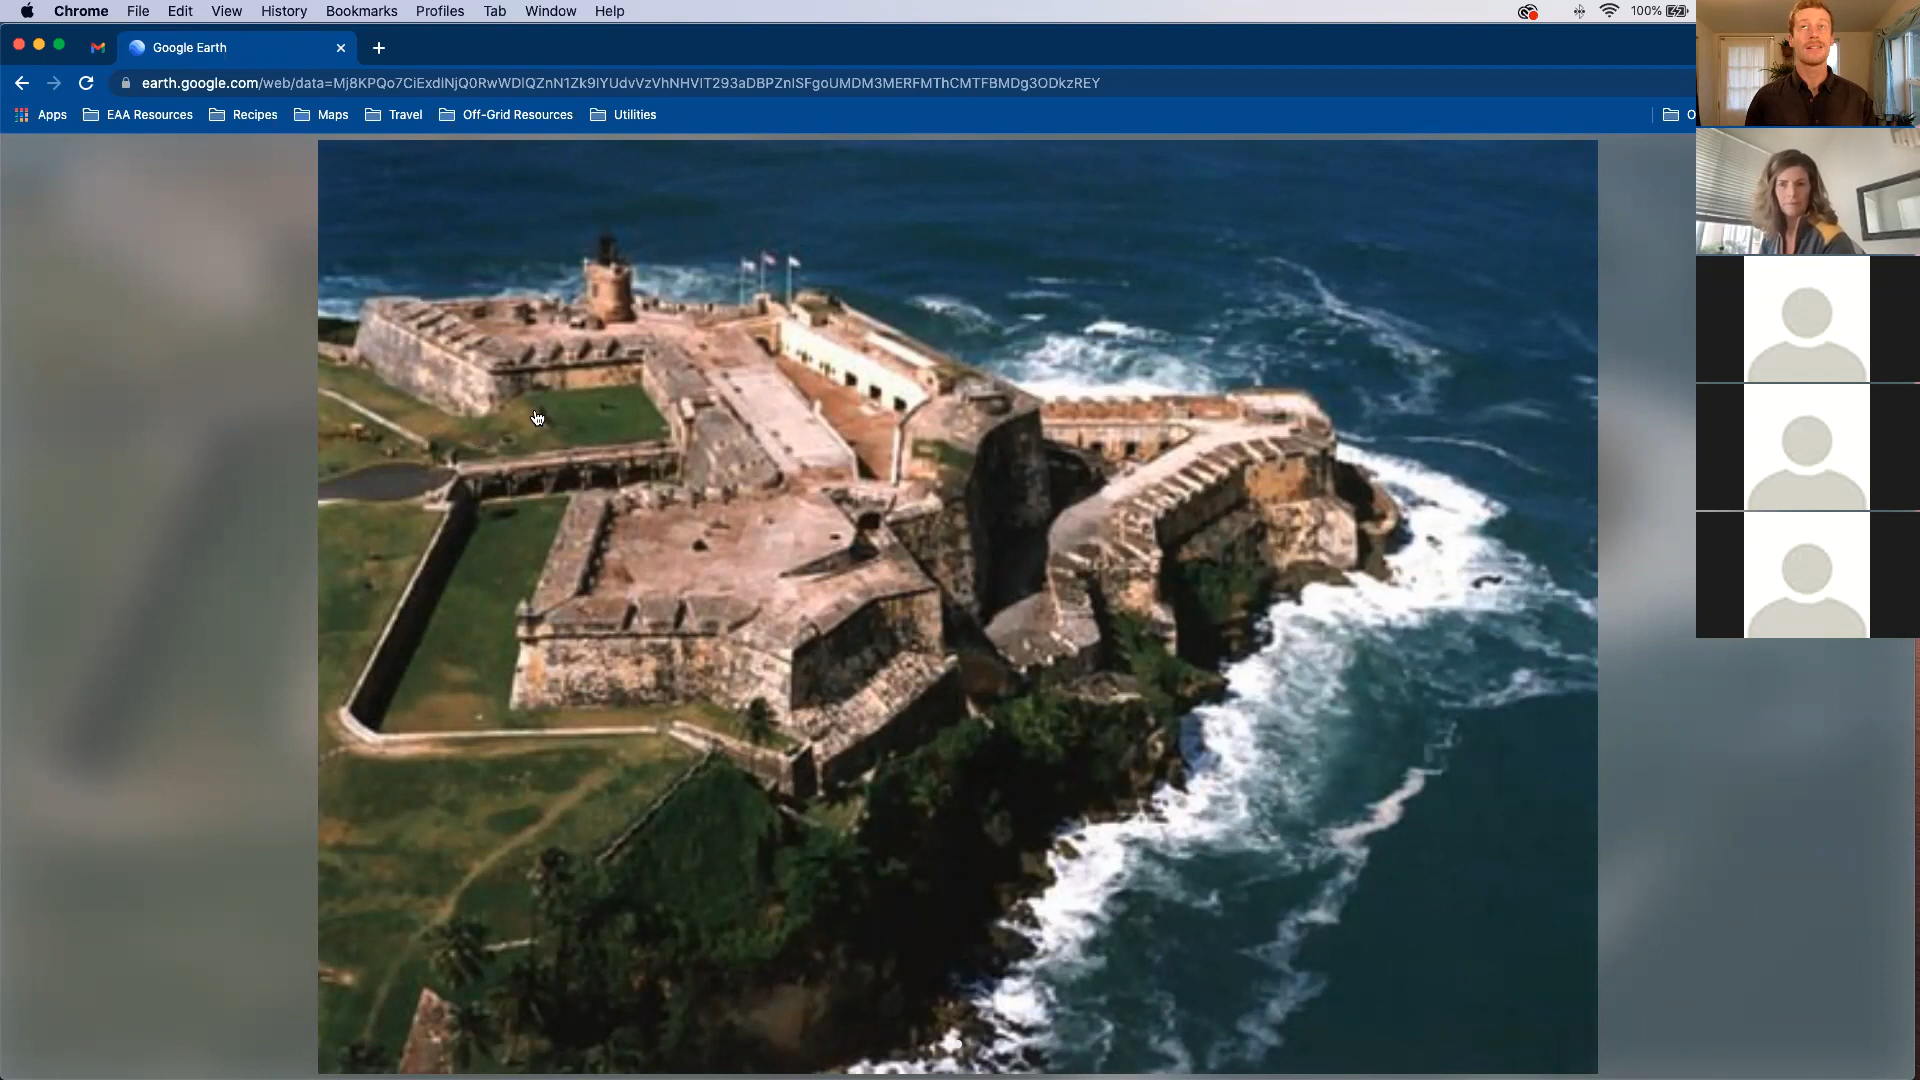 Chrome File Edit View History Bookmarks Profiles Tab Window Help 100%
Google Earth
earth.google.com/web/data=Mj8KPQo7CiExdlNjQ0RwWDlQZnN1Zk9lYUdvVzVhNHVlT293aDBPZnISFgoUMDM3MERFMThCMTFBMDg3ODkzREY
Apps EAA Resources Recipes Maps Travel Off-Grid Resources Utilities O